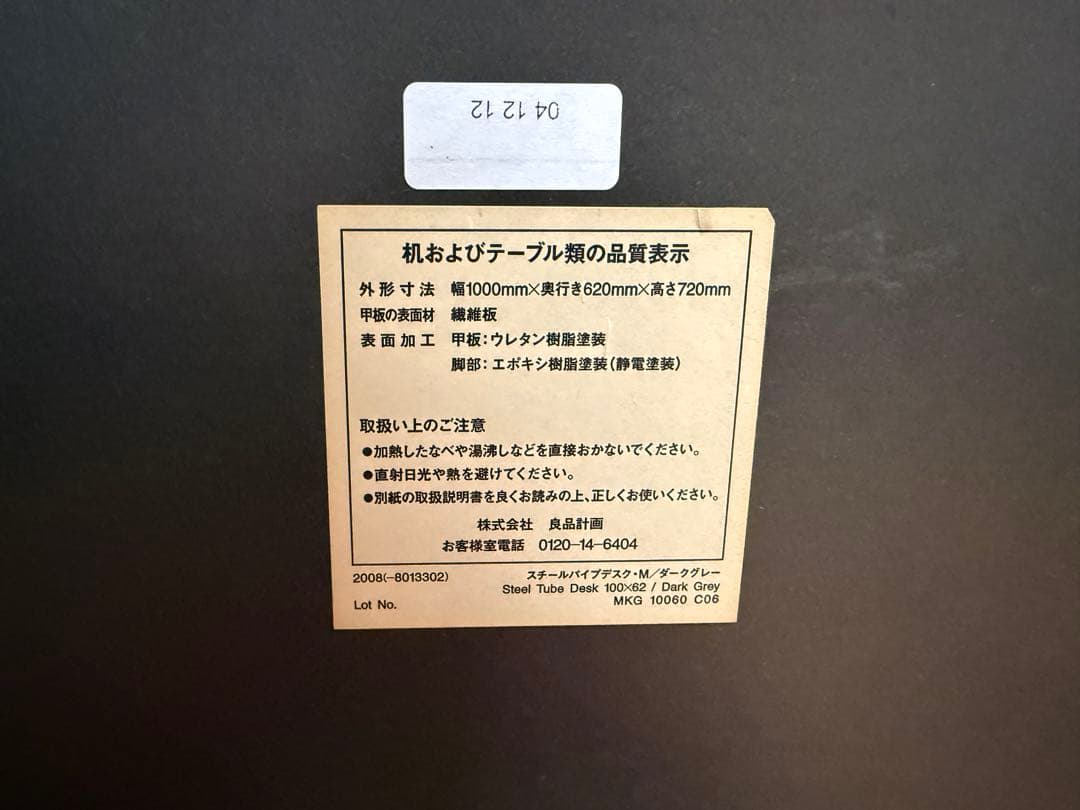 04 12 12
机およびテーブル類の品質表示
外形寸法 幅1000mm×奥行き620mm×高さ720mm
甲板の表面材 繊維板
表面加工 甲板：ウレタン樹脂塗装
脚部：エポキシ樹脂塗装（静電塗装）
取扱い上のご注意
●加熱したなべや湯沸しなどを直接おかないでください。
●直射日光や熱を避けてください。
●別紙の取扱説明書を良くお読みの上、正しくお使いください。
株式会社 良品計画
お客様室電話 0120-14-6404
2008(-8013302) スチールパイプデスク・M／ダークグレー
Steel Tube Desk 100×62 / Dark Grey
Lot No. MKG 10060 C06